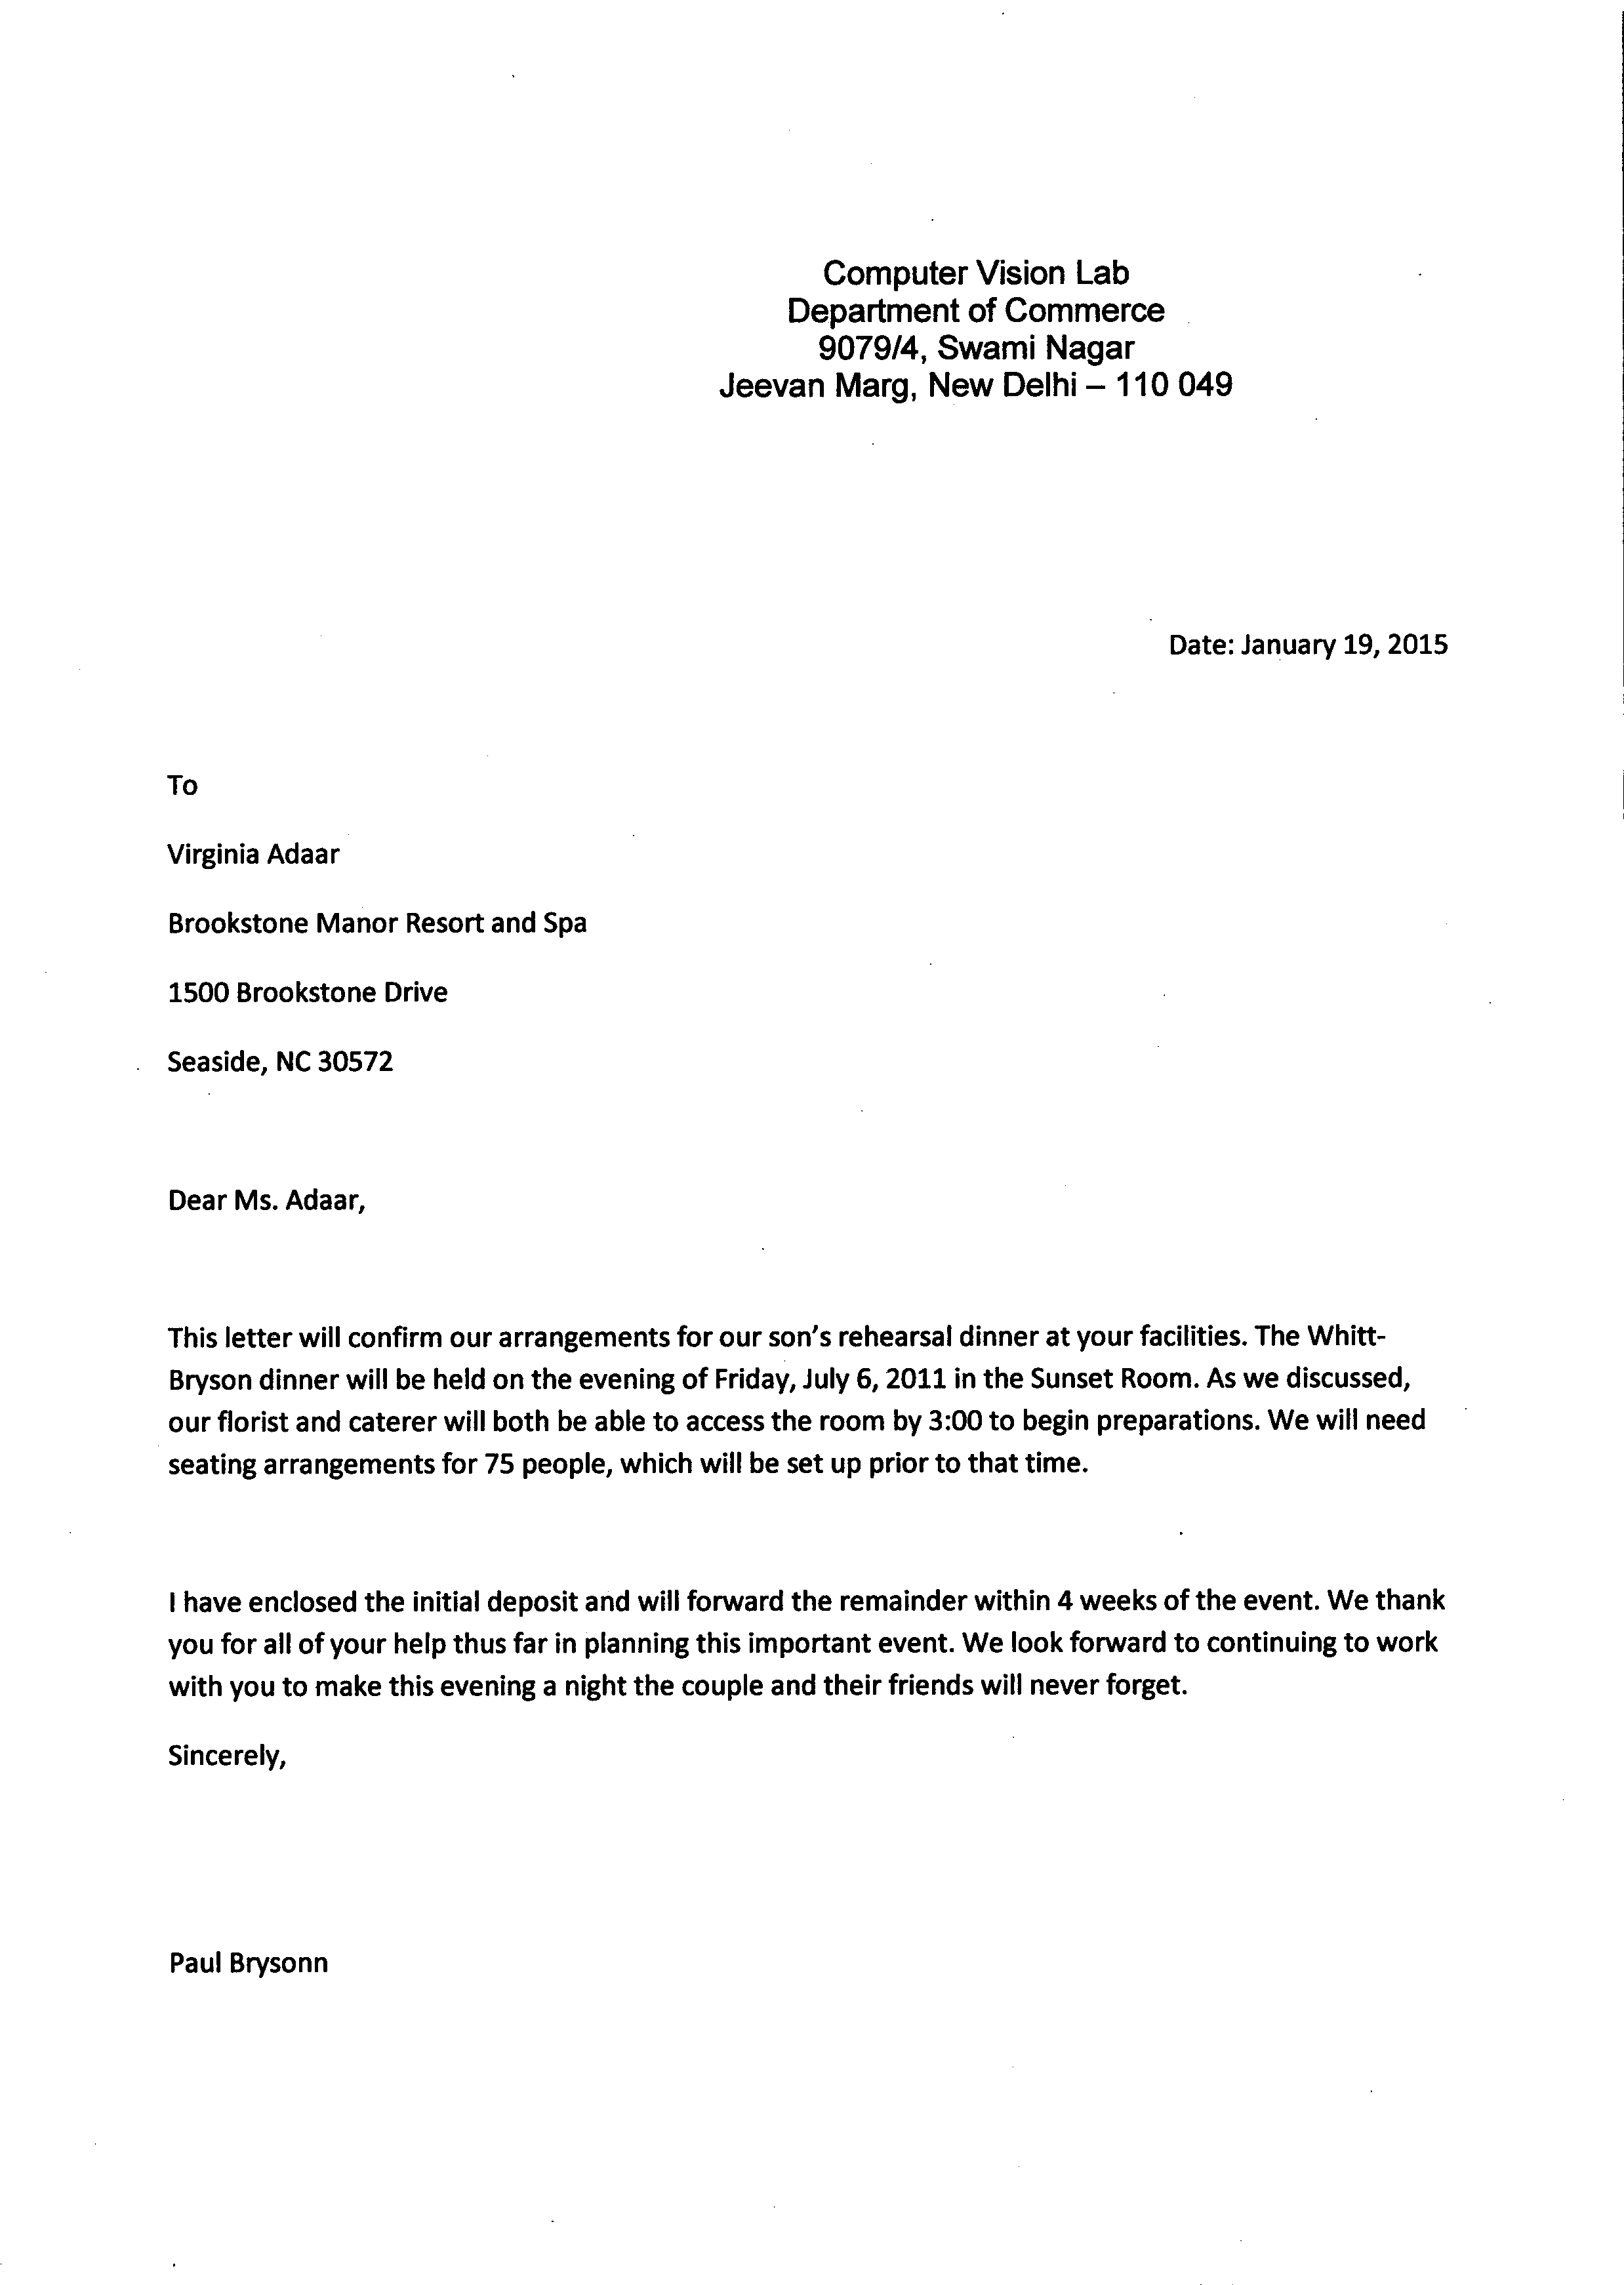 Computer Vision Lab
Department of Commerce
9079/4, Swami Nagar
Jeevan Marg, New Delhi – 110 049
Date: January 19, 2015
To
Virginia Adaar
Brookstone Manor Resort and Spa
1500 Brookstone Drive
Seaside, NC 30572
Dear Ms. Adaar,
This letter will confirm our arrangements for our son's rehearsal dinner at your facilities. The Whitt-
Bryson dinner will be held on the evening of Friday, July 6, 2011 in the Sunset Room. As we discussed,
our florist and caterer will both be able to access the room by 3:00 to begin preparations. We will need
seating arrangements for 75 people, which will be set up prior to that time.
I have enclosed the initial deposit and will forward the remainder within 4 weeks of the event. We thank
you for all of your help thus far in planning this important event. We look forward to continuing to work
with you to make this evening a night the couple and their friends will never forget.
Sincerely,
Paul Brysonn